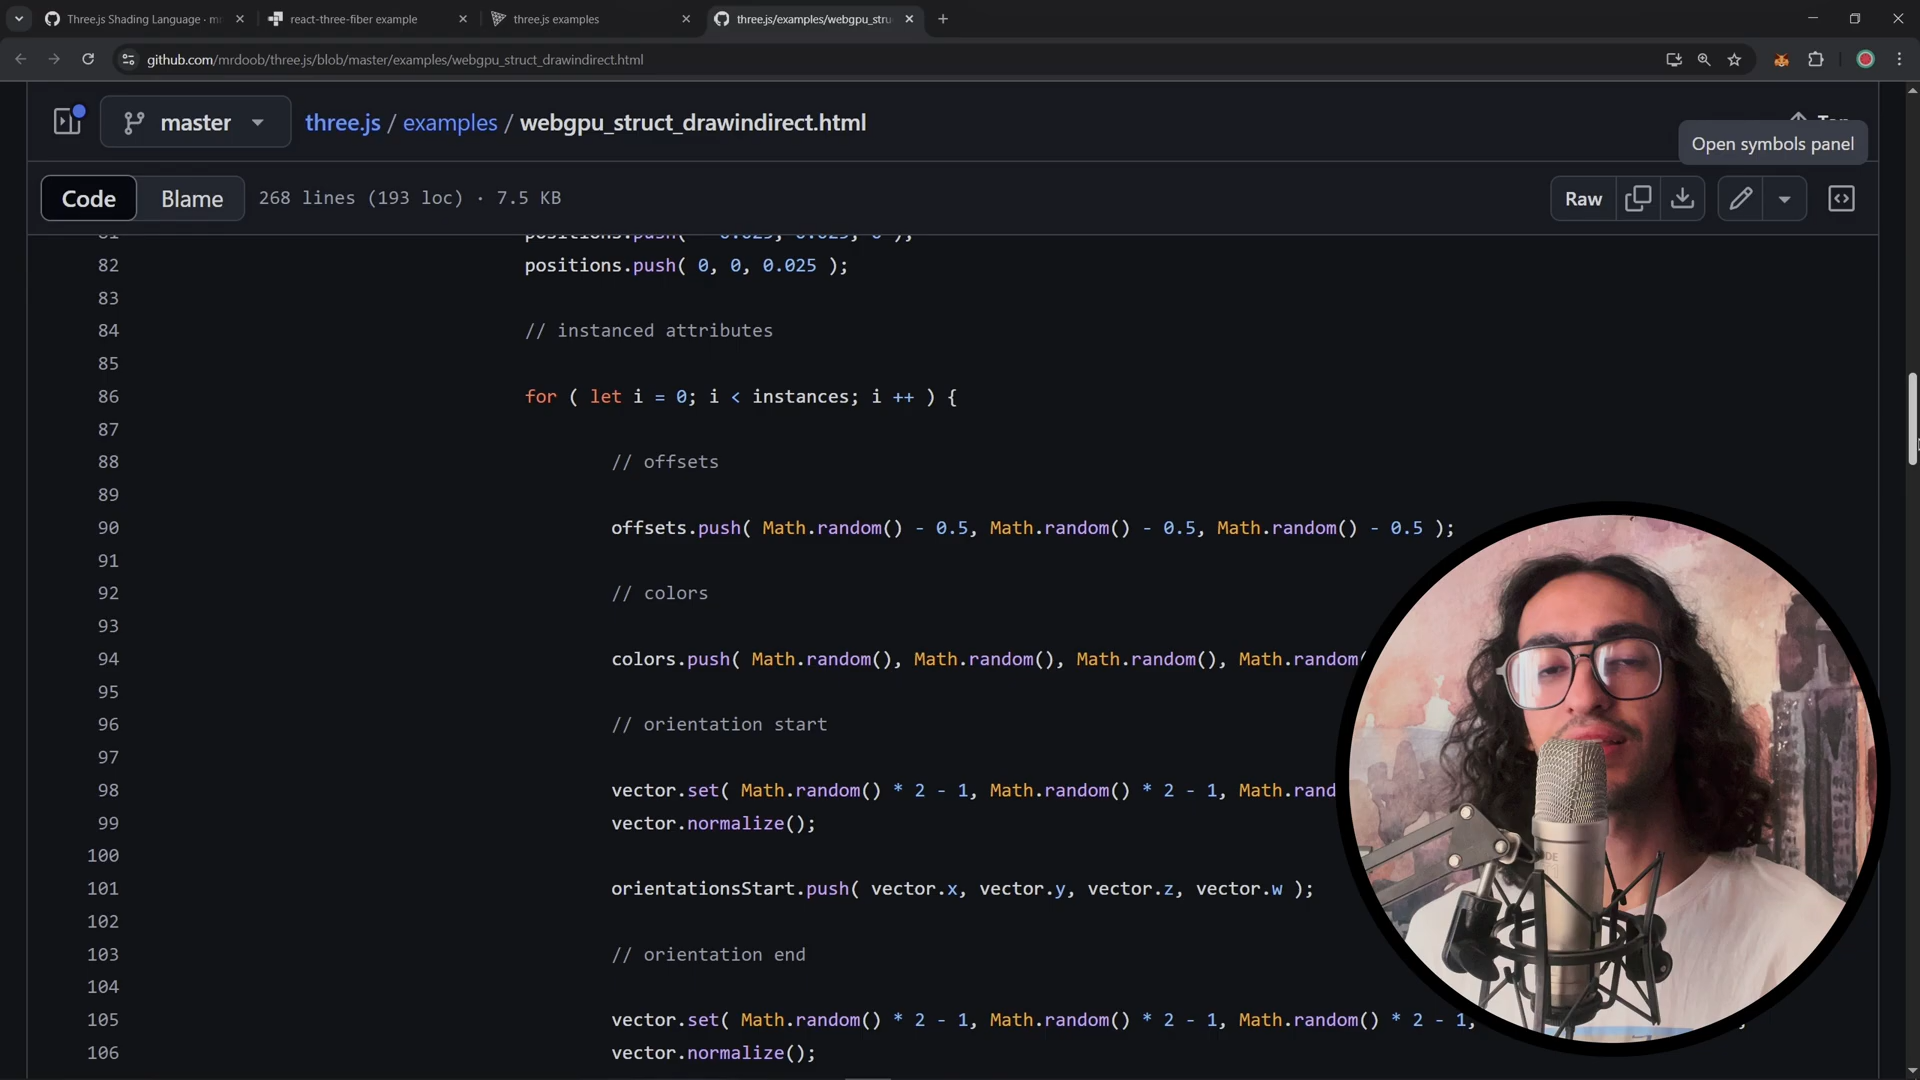 Three.js Shading Language · mr
react-three-fiber example
three.js examples
three.js/examples/webgpu_stru
github.com/mrdoob/three.js/blob/master/examples/webgpu_struct_drawindirect.html
master
three.js / examples / webgpu_struct_drawindirect.html
Open symbols panel
Code
Blame
268 lines (193 loc) · 7.5 KB
Raw
82 positions.push( 0, 0, 0.025 );
83
84 // instanced attributes
85
86 for ( let i = 0; i < instances; i ++ ) {
87
88 // offsets
89
90 offsets.push( Math.random() - 0.5, Math.random() - 0.5, Math.random() - 0.5 );
91
92 // colors
93
94 colors.push( Math.random(), Math.random(), Math.random(), Math.random(
95
96 // orientation start
97
98 vector.set( Math.random() * 2 - 1, Math.random() * 2 - 1, Math.rand
99 vector.normalize();
100
101 orientationsStart.push( vector.x, vector.y, vector.z, vector.w );
102
103 // orientation end
104
105 vector.set( Math.random() * 2 - 1, Math.random() * 2 - 1, Math.random() * 2 - 1,
106 vector.normalize();